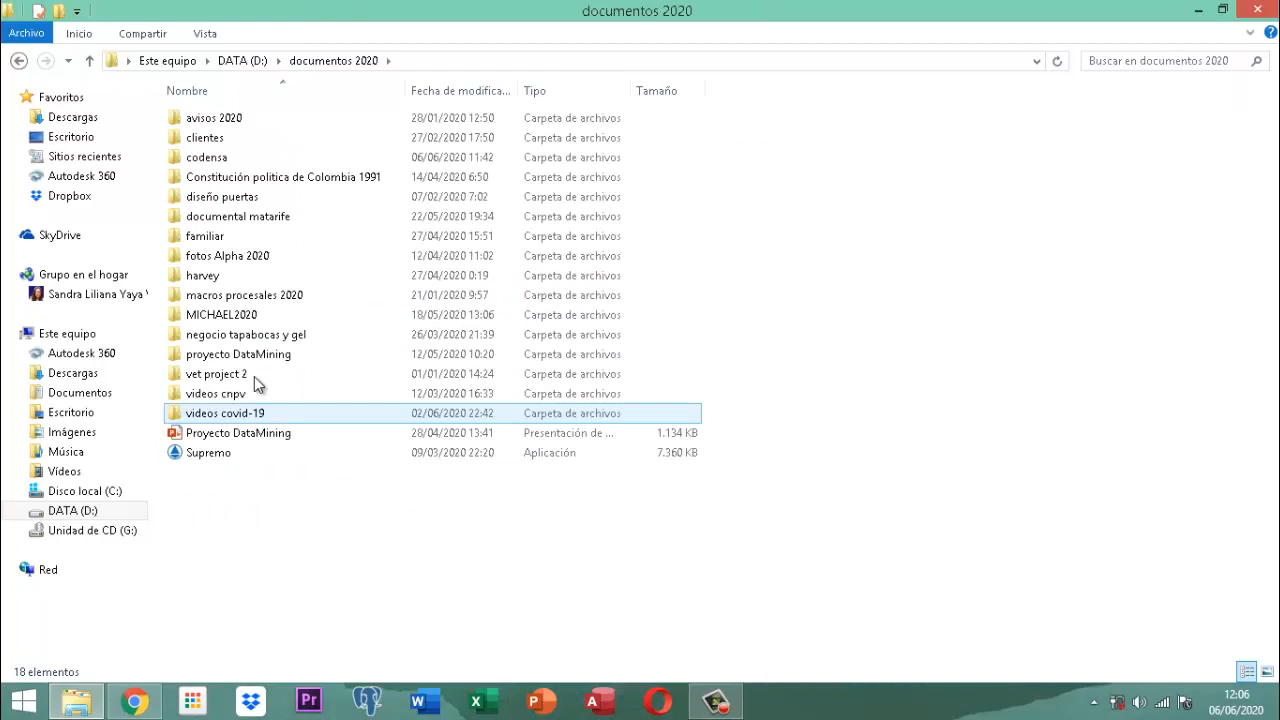 documentos 2020
Archivo Inicio Compartir Vista
Este equipo DATA (D:) documentos 2020 Buscar en documentos 2020
Nombre Fecha de modifica... Tipo Tamaño
Favoritos
Descargas
Escritorio
Sitios recientes
Autodesk 360
Dropbox
SkyDrive
Grupo en el hogar
Sandra Liliana Yaya V
Este equipo
Autodesk 360
Descargas
Documentos
Escritorio
Imágenes
Música
Vídeos
Disco local (C:)
DATA (D:)
Unidad de CD (G:)
Red
avisos 2020 28/01/2020 12:50 Carpeta de archivos
clientes 27/02/2020 17:50 Carpeta de archivos
codensa 06/06/2020 11:42 Carpeta de archivos
Constitución politica de Colombia 1991 14/04/2020 6:50 Carpeta de archivos
diseño puertas 07/02/2020 7:02 Carpeta de archivos
documental matarife 22/05/2020 19:34 Carpeta de archivos
familiar 27/04/2020 15:51 Carpeta de archivos
fotos Alpha 2020 12/04/2020 11:02 Carpeta de archivos
harvey 27/04/2020 0:19 Carpeta de archivos
macros procesales 2020 21/01/2020 9:57 Carpeta de archivos
MICHAEL2020 18/05/2020 13:06 Carpeta de archivos
negocio tapabocas y gel 26/03/2020 21:39 Carpeta de archivos
proyecto DataMining 12/05/2020 10:20 Carpeta de archivos
vet project 2 01/01/2020 14:24 Carpeta de archivos
videos cnpv 12/03/2020 16:33 Carpeta de archivos
videos covid-19 02/06/2020 22:42 Carpeta de archivos
Proyecto DataMining 28/04/2020 13:41 Presentación de ... 1.134 KB
Supremo 09/03/2020 22:20 Aplicación 7.360 KB
18 elementos
12:06
06/06/2020